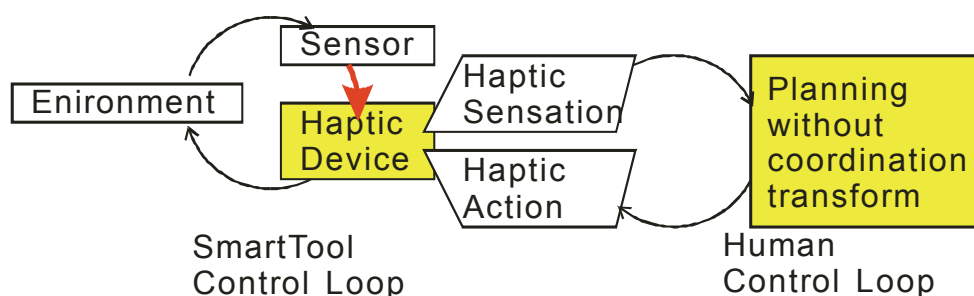 Sensor
Enironment
Haptic
Device
Haptic
Sensation
Haptic
Action
Planning
without
coordination
transform
SmartTool
Control Loop
Human
Control Loop